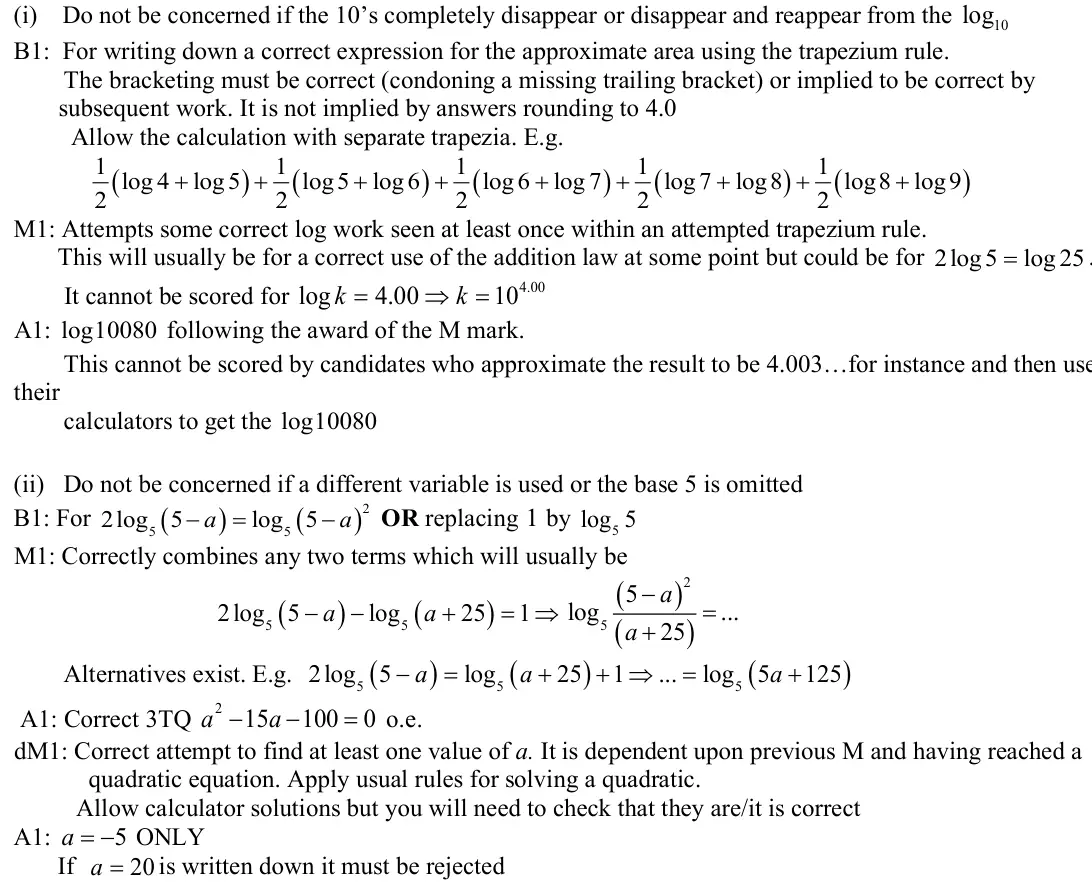 (i) Do not be concerned if the 10’s completely disappear or disappear and reappear from the log₁₀
B1: For writing down a correct expression for the approximate area using the trapezium rule.
The bracketing must be correct (condoning a missing trailing bracket) or implied to be correct by
subsequent work. It is not implied by answers rounding to 4.0
Allow the calculation with separate trapezia. E.g.
1/2(log 4 + log 5) + 1/2(log 5 + log 6) + 1/2(log 6 + log 7) + 1/2(log 7 + log 8) + 1/2(log 8 + log 9)
M1: Attempts some correct log work seen at least once within an attempted trapezium rule.
This will usually be for a correct use of the addition law at some point but could be for 2 log 5 = log 25.
It cannot be scored for log k = 4.00 ⇒ k = 10^4.00
A1: log10080 following the award of the M mark.
This cannot be scored by candidates who approximate the result to be 4.003…for instance and then use
their
calculators to get the log10080
(ii) Do not be concerned if a different variable is used or the base 5 is omitted
B1: For 2 log₅ (5 − a) = log₅ (5 − a)² OR replacing 1 by log₅ 5
M1: Correctly combines any two terms which will usually be
2 log₅ (5 − a) − log₅ (a + 25) = 1 ⇒ log₅ (5 − a)²/(a + 25) = ...
Alternatives exist. E.g. 2 log₅ (5 − a) = log₅ (a + 25) + 1 ⇒ ... = log₅ (5a + 125)
A1: Correct 3TQ a² − 15a − 100 = 0 o.e.
dM1: Correct attempt to find at least one value of a. It is dependent upon previous M and having reached a
quadratic equation. Apply usual rules for solving a quadratic.
Allow calculator solutions but you will need to check that they are/it is correct
A1: a = −5 ONLY
If a = 20 is written down it must be rejected